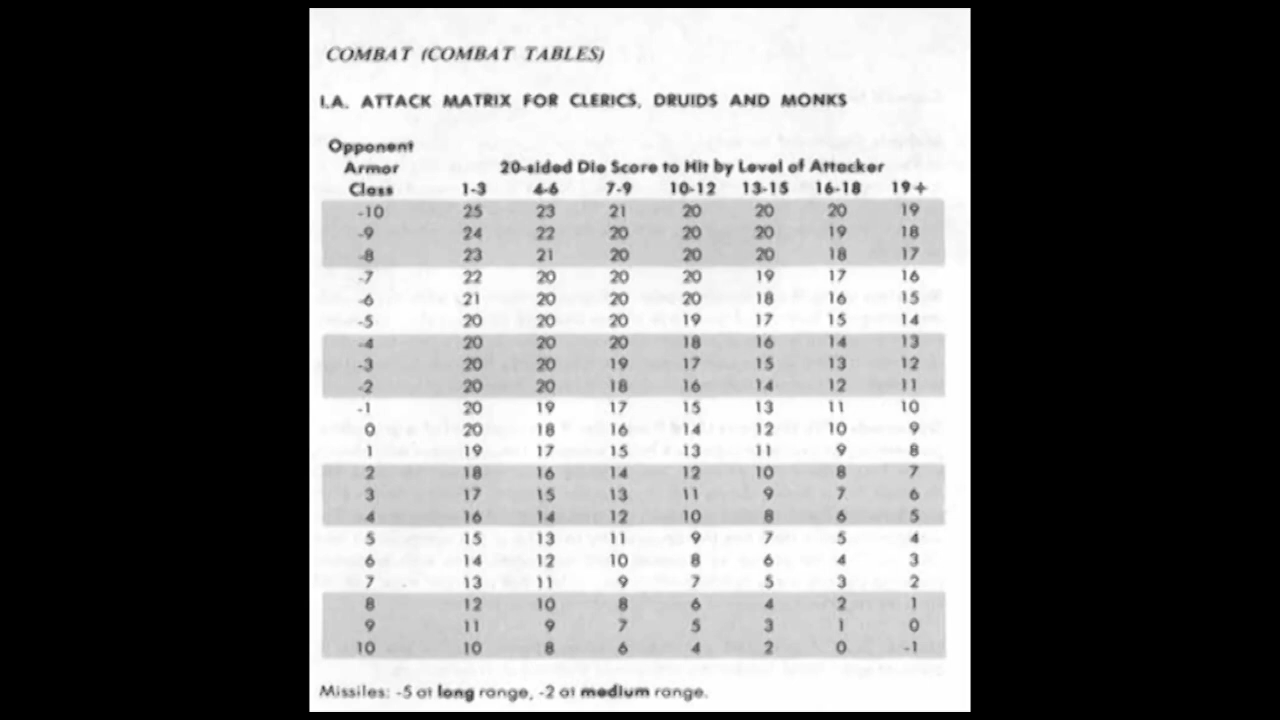 COMBAT (COMBAT TABLES)
I.A. ATTACK MATRIX FOR CLERICS, DRUIDS AND MONKS
Opponent
Armor 20-sided Die Score to Hit by Level of Attacker
Class 1-3 4-6 7-9 10-12 13-15 16-18 19+
-10 25 23 21 20 20 20 19
-9 24 22 20 20 20 19 18
-8 23 21 20 20 20 18 17
-7 22 20 20 20 19 17 16
-6 21 20 20 20 18 16 15
-5 20 20 20 19 17 15 14
-4 20 20 20 18 16 14 13
-3 20 20 19 17 15 13 12
-2 20 20 18 16 14 12 11
-1 20 19 17 15 13 11 10
0 20 18 16 14 12 10 9
1 19 17 15 13 11 9 8
2 18 16 14 12 10 8 7
3 17 15 13 11 9 7 6
4 16 14 12 10 8 6 5
5 15 13 11 9 7 5 4
6 14 12 10 8 6 4 3
7 13 11 9 7 5 3 2
8 12 10 8 6 4 2 1
9 11 9 7 5 3 1 0
10 10 8 6 4 2 0 -1
Missiles: -5 at long range, -2 at medium range.